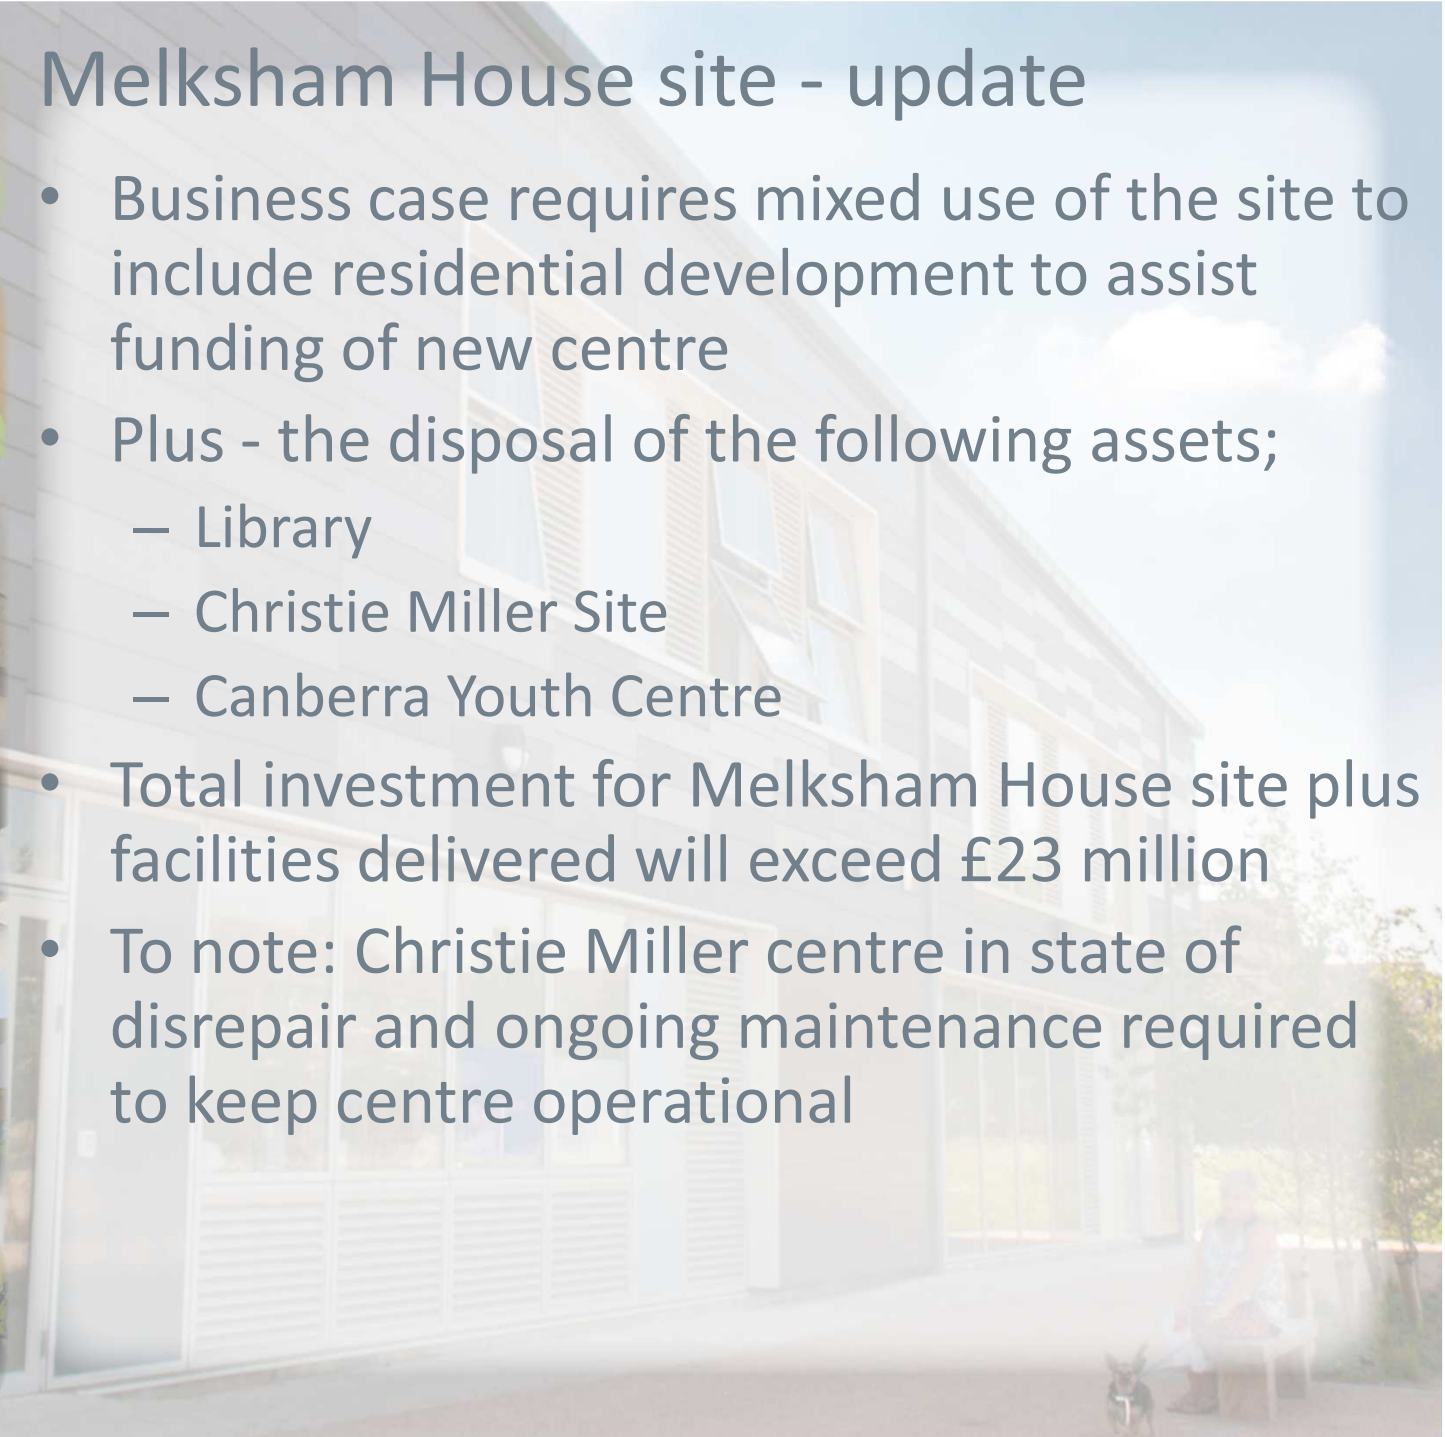 Melksham House site - update
• Business case requires mixed use of the site to
include residential development to assist
funding of new centre
• Plus - the disposal of the following assets;
– Library
– Christie Miller Site
– Canberra Youth Centre
• Total investment for Melksham House site plus
facilities delivered will exceed £23 million
• To note: Christie Miller centre in state of
disrepair and ongoing maintenance required
to keep centre operational